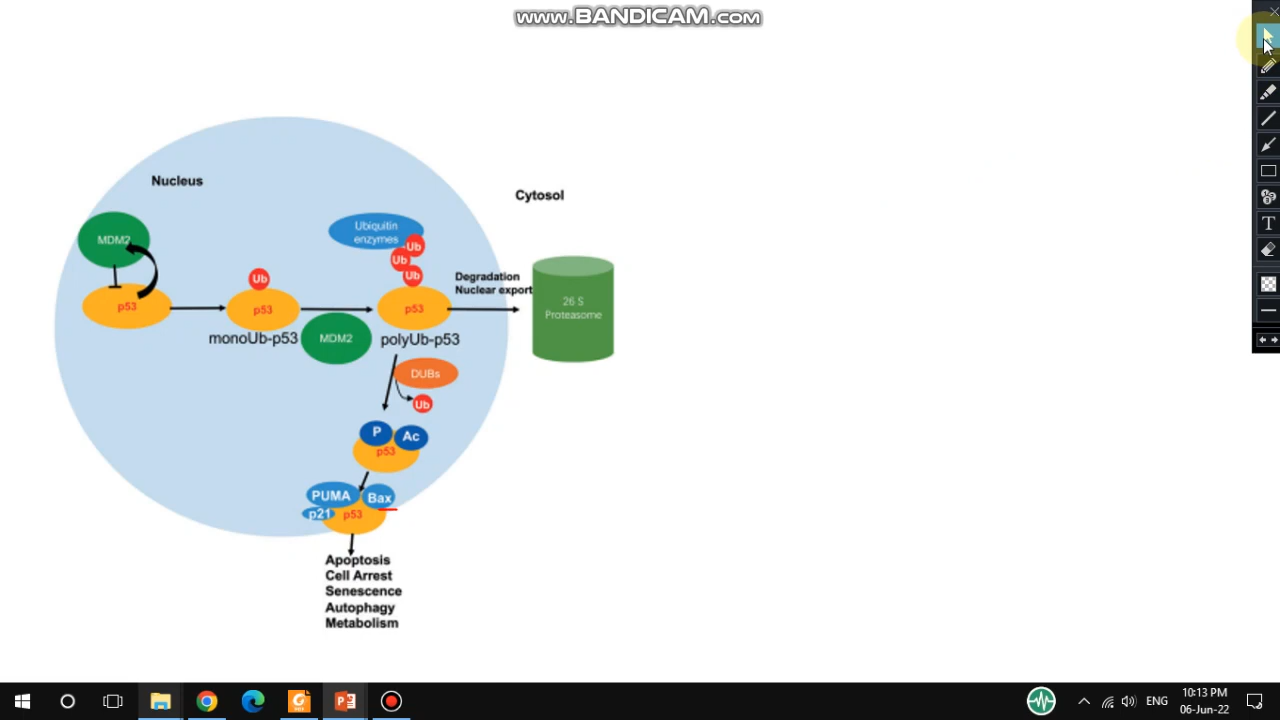 www.BANDICAM.com
Nucleus
Cytosol
Ubiquitin
enzymes
MDM2
Ub
Ub
Ub
Ub
Degradation
Nuclear export
p53
p53
p53
26 S
Proteasome
monoUb-p53
MDM2
polyUb-p53
DUBs
Ub
P
Ac
p53
PUMA
Bax
p21
p53
Apoptosis
Cell Arrest
Senescence
Autophagy
Metabolism
T
ENG
10:13 PM
06-Jun-22